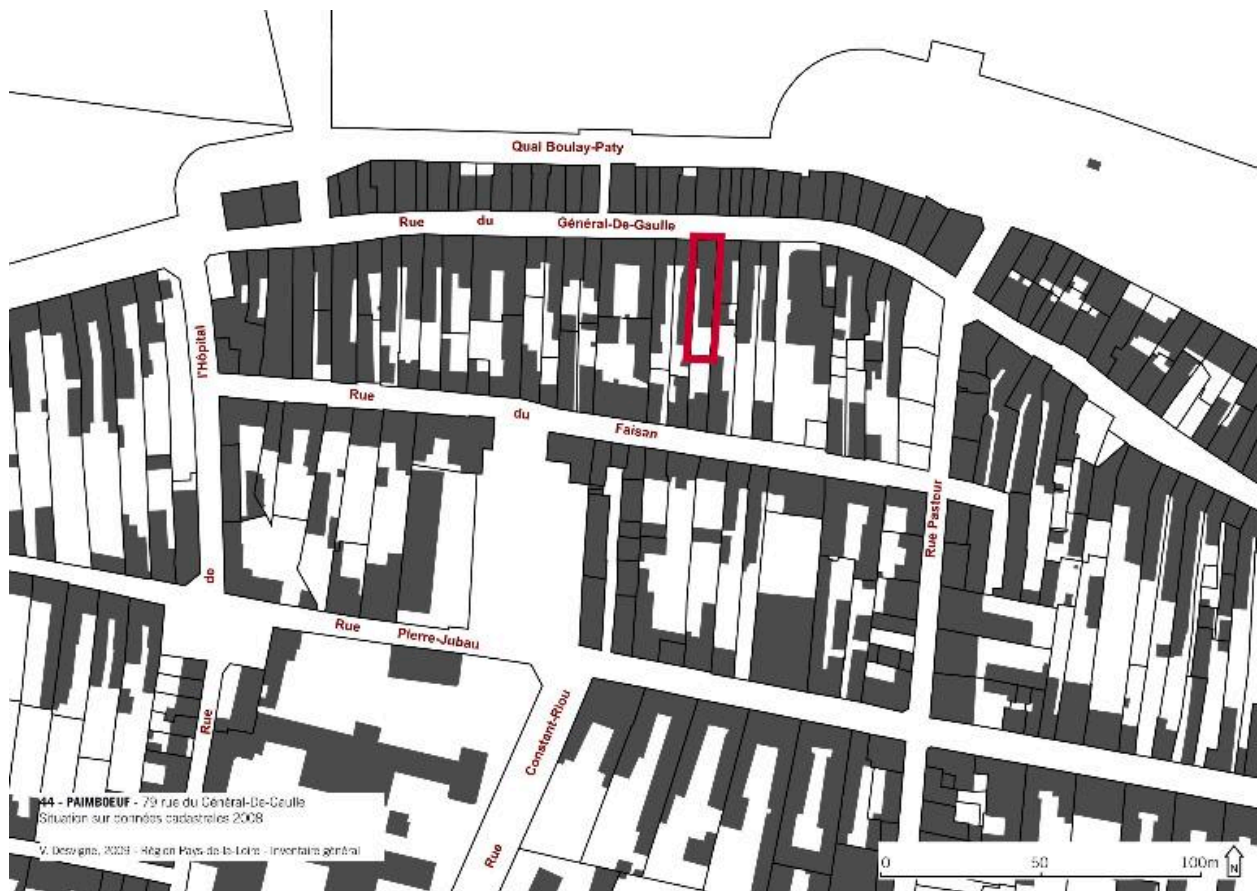 Quai Boulay-Paty
Rue du Général-De-Gaulle
l'Hôpital
de
Rue
Rue du Faisan
Rue Pasteur
Rue Pierre-Jubau
Constant-Riou
Rue
44 - PAIMBOEUF - 79 rue du Général-De-Gaulle
Situation sur données cadastrales 2008
V. Desvigne, 2009 - Région Pays-de-la-Loire - Inventaire général
0 50 100m
N